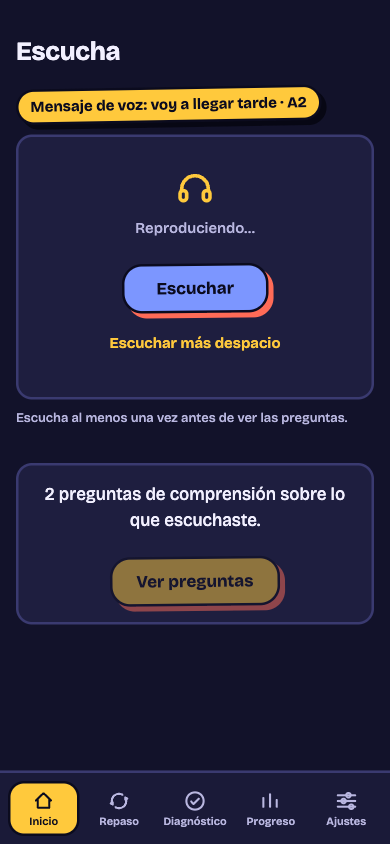 Escucha
Mensaje de voz: voy a llegar tarde · A2
Reproduciendo...
Escuchar
Escuchar más despacio
Escucha al menos una vez antes de ver las preguntas.
2 preguntas de comprensión sobre lo
que escuchaste.
Ver preguntas
Inicio
Repaso
Diagnóstico
Progreso
Ajustes